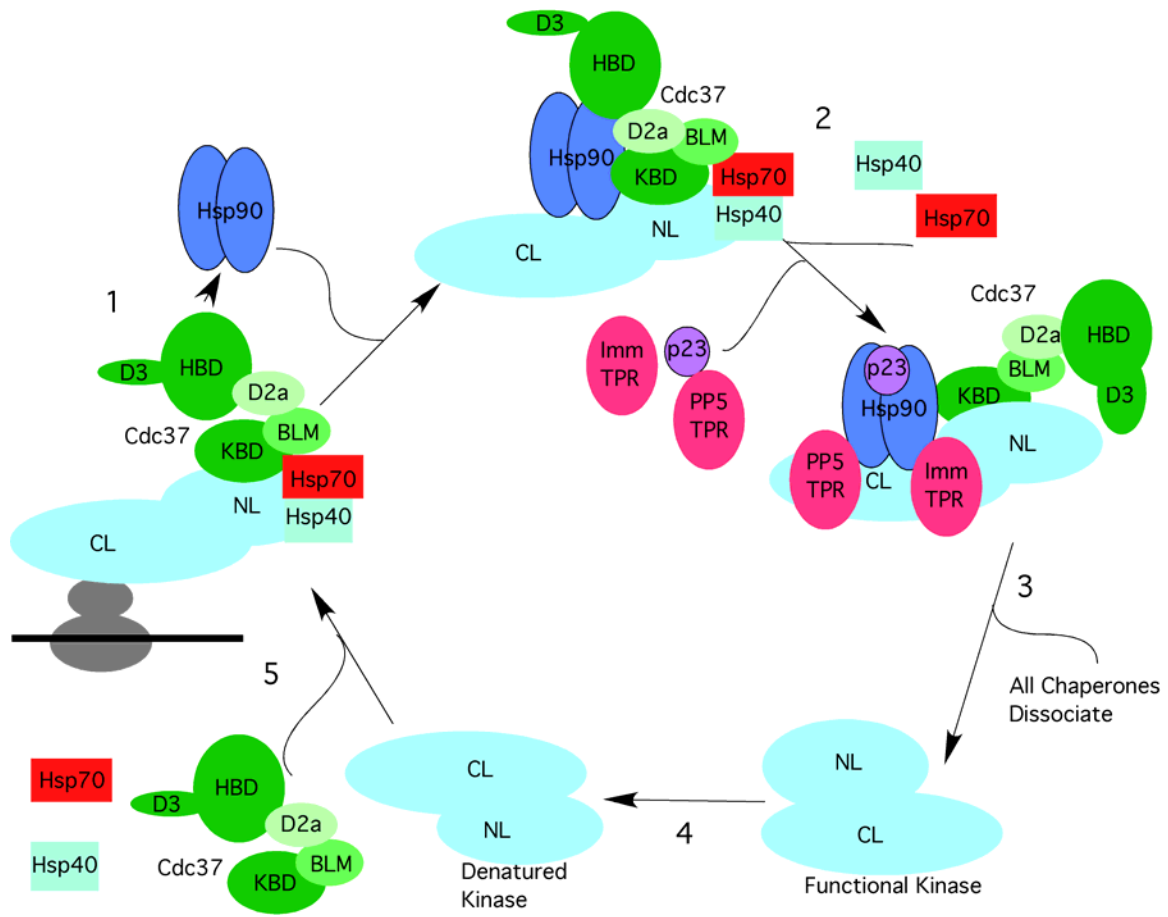 D3
HBD
Cdc37
D2a
BLM
Hsp90
KBD
Hsp70
Hsp40
NL
CL
2
Hsp40
Hsp70
Hsp90
1
HBD
D3
D2a
Cdc37
BLM
KBD
Hsp70
NL
Hsp40
CL
Imm
TPR
p23
PP5
TPR
Cdc37
D2a
HBD
BLM
p23
KBD
D3
Hsp90
NL
PP5
TPR
CL
Imm
TPR
3
All Chaperones
Dissociate
NL
CL
Functional Kinase
4
CL
NL
Denatured
Kinase
5
Hsp70
HBD
D3
D2a
Hsp40
Cdc37
BLM
KBD